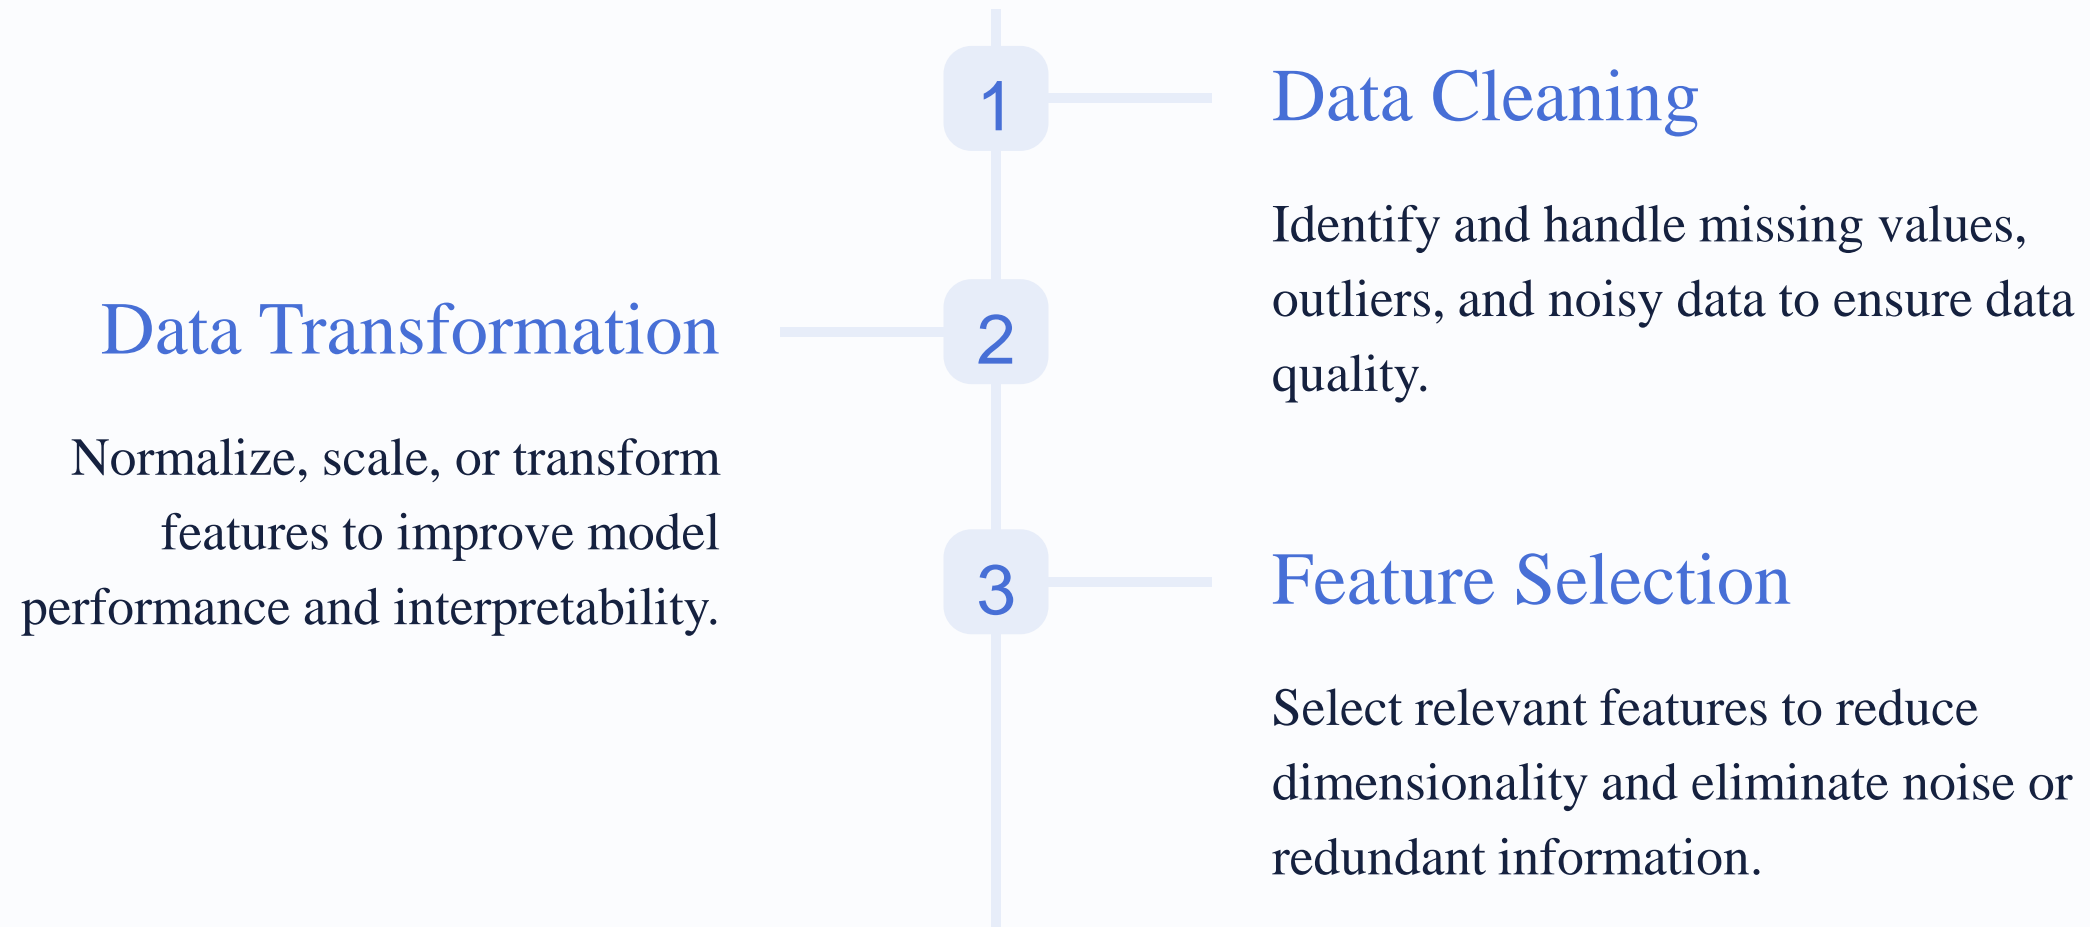 1
Data Cleaning
Identify and handle missing values,
outliers, and noisy data to ensure data
quality.
2
Data Transformation
Normalize, scale, or transform
features to improve model
performance and interpretability.
3
Feature Selection
Select relevant features to reduce
dimensionality and eliminate noise or
redundant information.